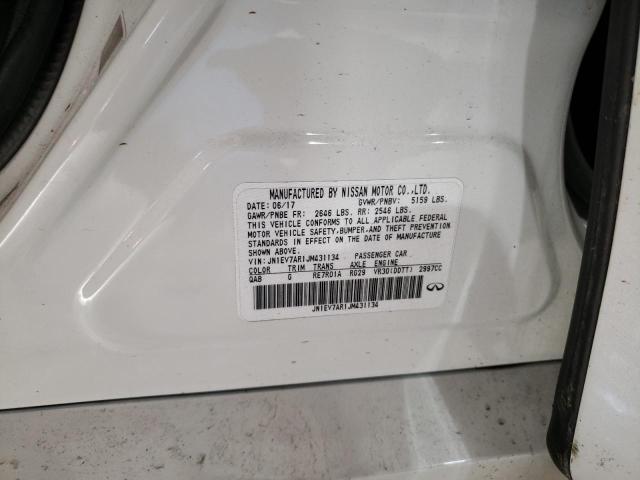 MANUFACTURED BY NISSAN MOTOR CO.,LTD.
DATE: 06/17 GVWR/PNBV: 5159 LBS.
GAWR/PNBE FR: 2646 LBS. RR: 2546 LBS.
THIS VEHICLE CONFORMS TO ALL APPLICABLE FEDERAL
MOTOR VEHICLE SAFETY,BUMPER,AND THEFT PREVENTION
STANDARDS IN EFFECT ON THE DATE OF MANUFACTURE
SHOWN ABOVE.
VIN: JN1EV7AR1JM431134 PASSENGER CAR
COLOR TRIM TRANS AXLE ENGINE
QAB G RE7R01A RG29 VR30(DDTT) 2997CC
JN1EV7AR1JM431134